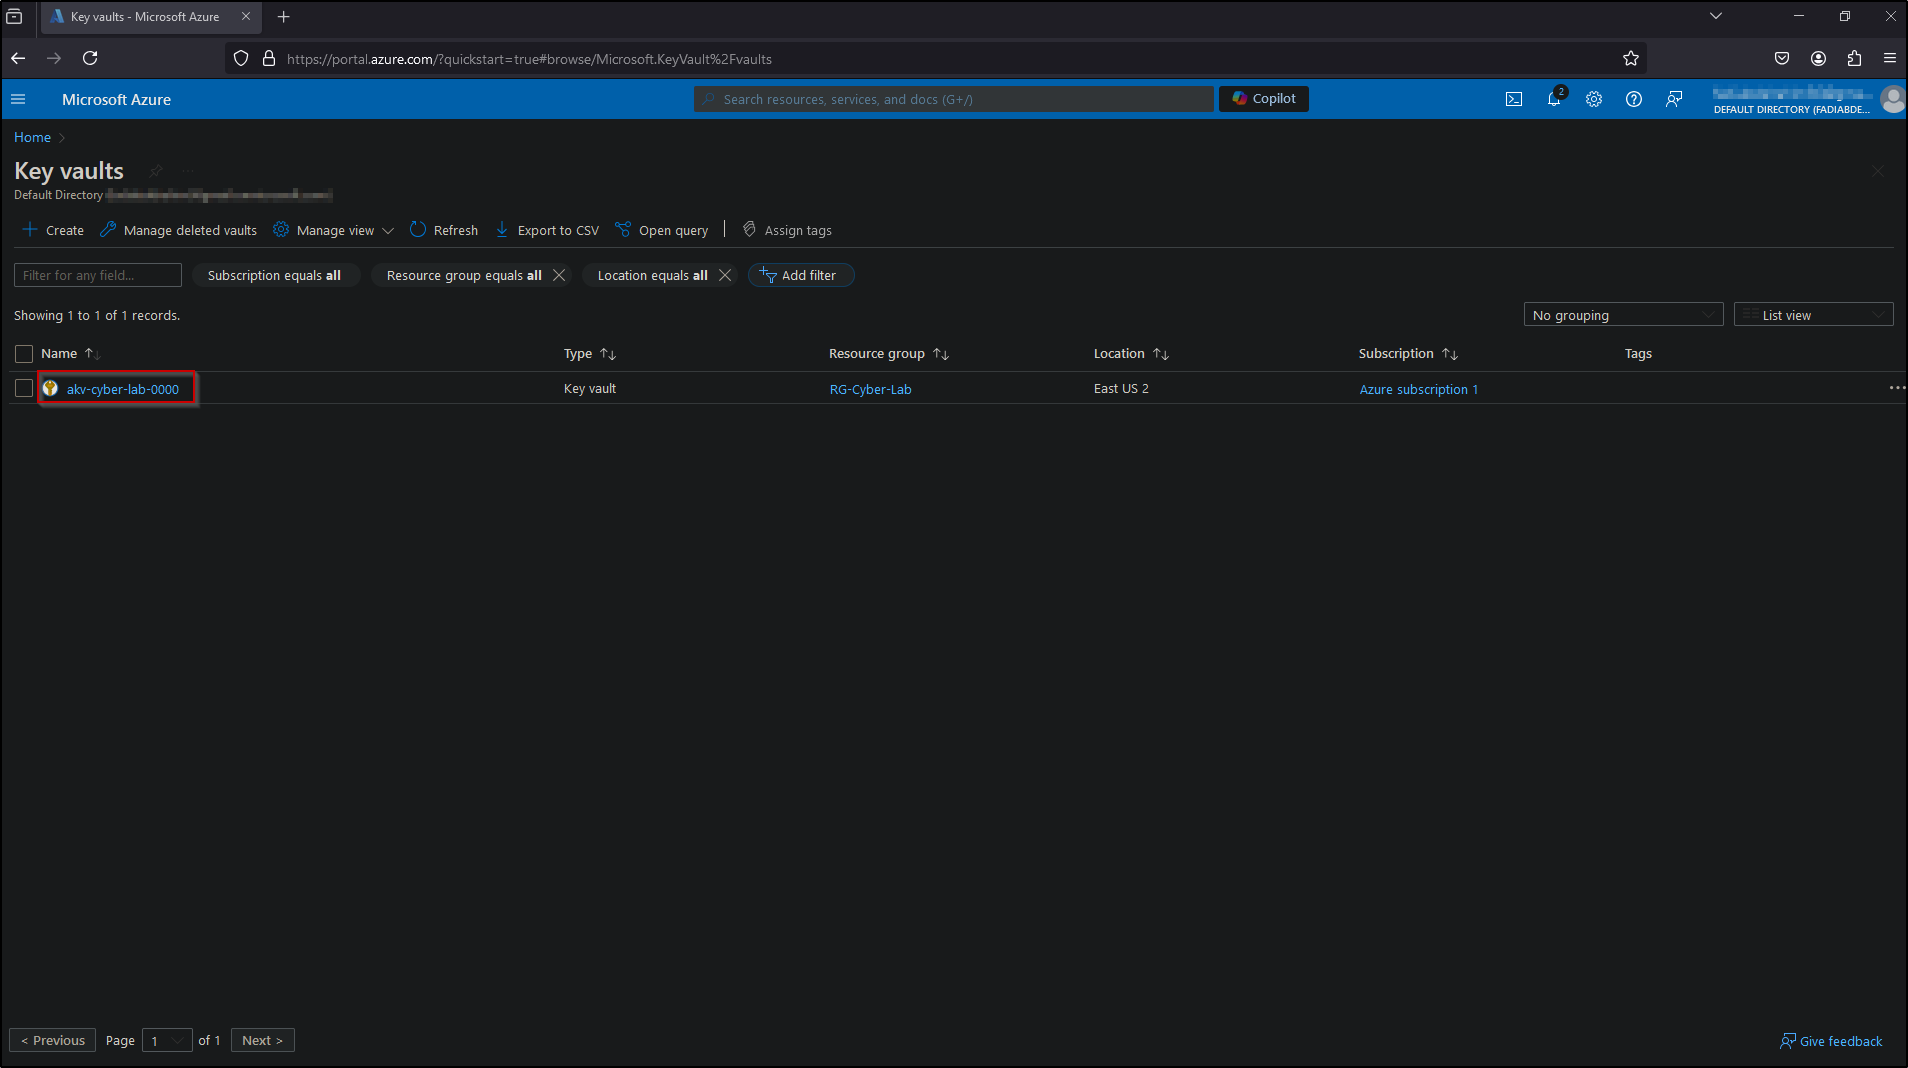 Key vaults - Microsoft Azure
https://portal.azure.com/?quickstart=true#browse/Microsoft.KeyVault%2Fvaults
Microsoft Azure
Search resources, services, and docs (G+/)
Copilot
2
DEFAULT DIRECTORY (FADIABDE...
Home
Key vaults
Default Directory
Create
Manage deleted vaults
Manage view
Refresh
Export to CSV
Open query
Assign tags
Filter for any field...
Subscription equals all
Resource group equals all
Location equals all
Add filter
Showing 1 to 1 of 1 records.
No grouping
List view
Name Type Resource group Location Subscription Tags
akv-cyber-lab-0000 Key vault RG-Cyber-Lab East US 2 Azure subscription 1
< Previous Page 1 of 1 Next >
Give feedback